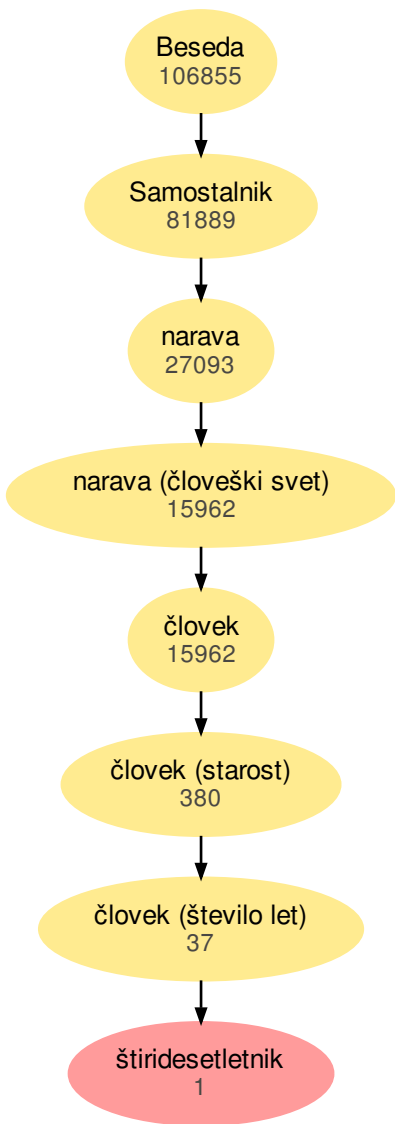 Beseda
106855
Samostalnik
81889
narava
27093
narava (človeški svet)
15962
človek
15962
človek (starost)
380
človek (število let)
37
štiridesetletnik
1